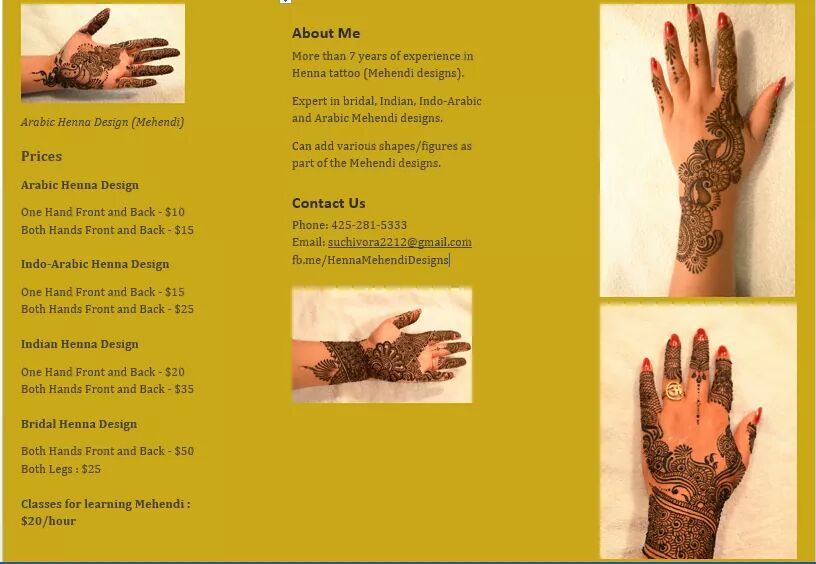 Arabic Henna Design (Mehendi)
Prices
Arabic Henna Design
One Hand Front and Back - $10
Both Hands Front and Back - $15
Indo-Arabic Henna Design
One Hand Front and Back - $15
Both Hands Front and Back - $25
Indian Henna Design
One Hand Front and Back - $20
Both Hands Front and Back - $35
Bridal Henna Design
Both Hands Front and Back - $50
Both Legs : $25
Classes for learning Mehendi :
$20/hour
About Me
More than 7 years of experience in
Henna tattoo (Mehendi designs).
Expert in bridal, Indian, Indo-Arabic
and Arabic Mehendi designs.
Can add various shapes/figures as
part of the Mehendi designs.
Contact Us
Phone: 425-281-5333
Email: suchivora2212@gmail.com
fb.me/HennaMehendiDesigns